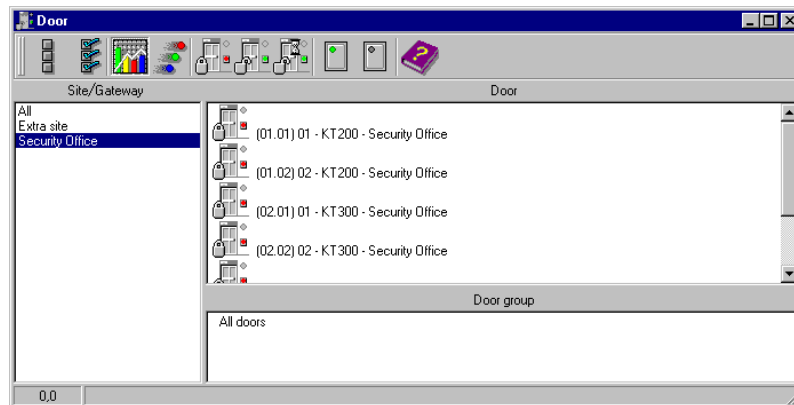 Door
Site/Gateway
Door
All
Extra site
Security Office
(01.01) 01 - KT200 - Security Office
(01.02) 02 - KT200 - Security Office
(02.01) 01 - KT300 - Security Office
(02.02) 02 - KT300 - Security Office
Door group
All doors
0,0